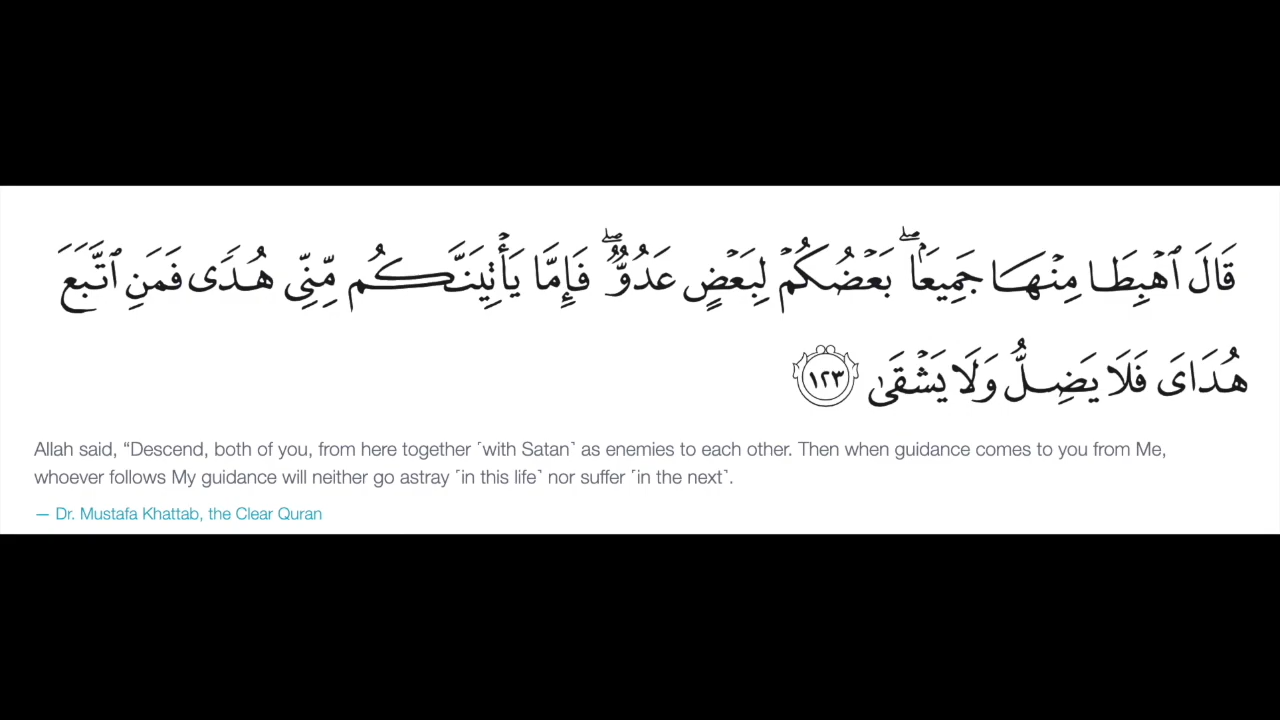 قَالَ ٱهْبِطَا مِنْهَا جَمِيعًۢا ۖ بَعْضُكُمْ لِبَعْضٍ عَدُوٌّ ۖ فَإِمَّا يَأْتِيَنَّكُم مِّنِّى هُدًى فَمَنِ ٱتَّبَعَ
هُدَاىَ فَلَا يَضِلُّ وَلَا يَشْقَىٰ ١٢٣
Allah said, “Descend, both of you, from here together ˹with Satan˺ as enemies to each other. Then when guidance comes to you from Me,
whoever follows My guidance will neither go astray ˹in this life˺ nor suffer ˹in the next˺.
— Dr. Mustafa Khattab, the Clear Quran